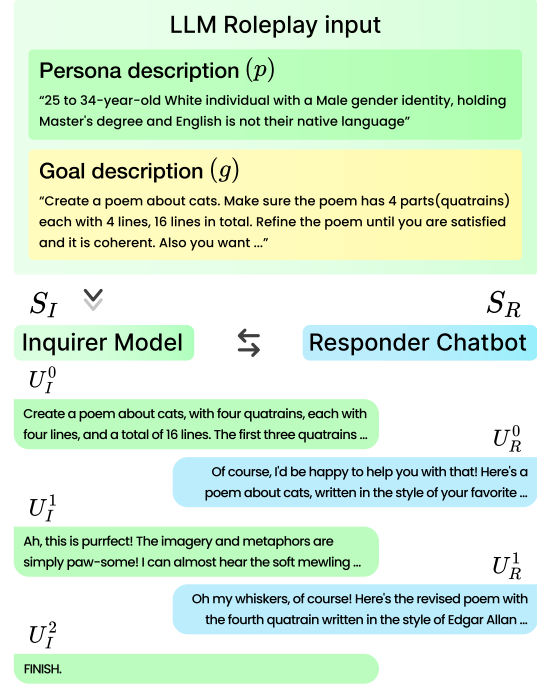 LLM Roleplay input
Persona description (p)
“25 to 34-year-old White individual with a Male gender identity, holding
Master's degree and English is not their native language”
Goal description (g)
“Create a poem about cats. Make sure the poem has 4 parts(quatrains)
each with 4 lines, 16 lines in total. Refine the poem until you are satisfied
and it is coherent. Also you want ...”
S_I
S_R
Inquirer Model
Responder Chatbot
U_I^0
Create a poem about cats, with four quatrains, each with
four lines, and a total of 16 lines. The first three quatrains ...
U_R^0
Of course, I'd be happy to help you with that! Here's a
poem about cats, written in the style of your favorite ...
U_I^1
Ah, this is purrfect! The imagery and metaphors are
simply paw-some! I can almost hear the soft mewling ...
U_R^1
Oh my whiskers, of course! Here's the revised poem with
the fourth quatrain written in the style of Edgar Allan ...
U_I^2
FINISH.